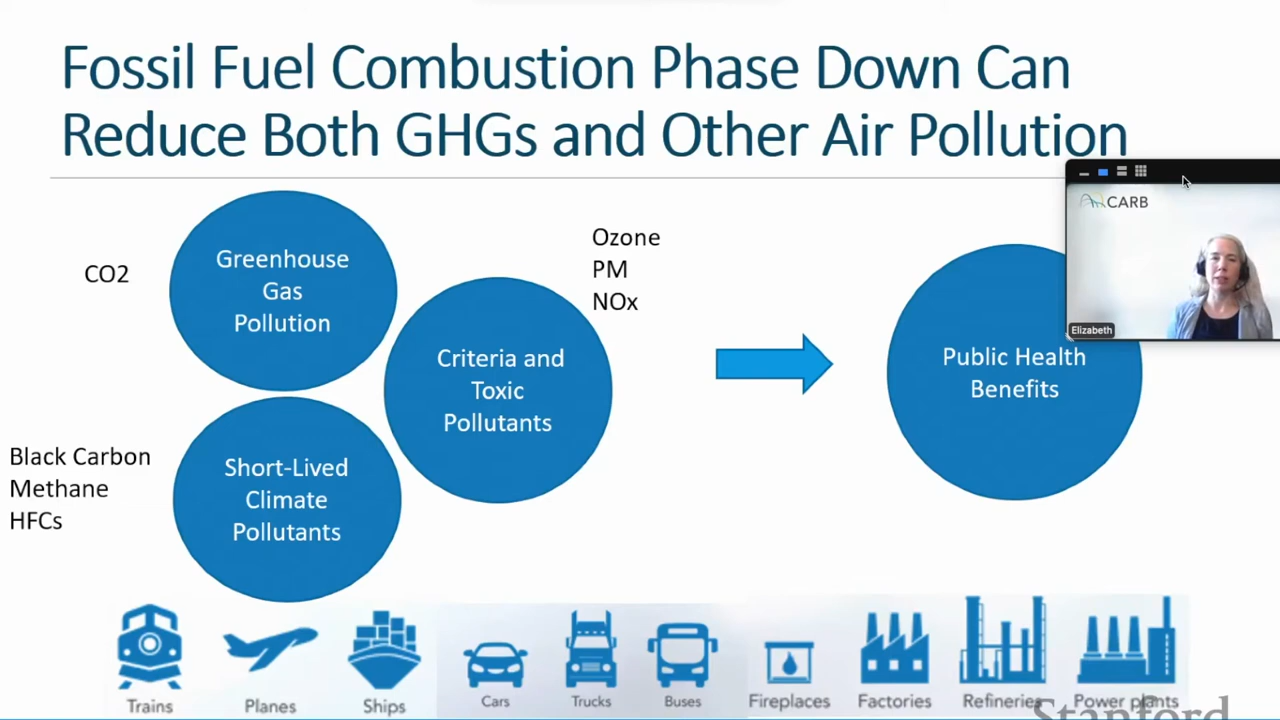 Fossil Fuel Combustion Phase Down Can
Reduce Both GHGs and Other Air Pollution
CARB
Elizabeth
CO2
Greenhouse
Gas
Pollution
Ozone
PM
NOx
Criteria and
Toxic
Pollutants
Public Health
Benefits
Black Carbon
Methane
HFCs
Short-Lived
Climate
Pollutants
Trains
Planes
Ships
Cars
Trucks
Buses
Fireplaces
Factories
Refineries
Power plants
Stanford